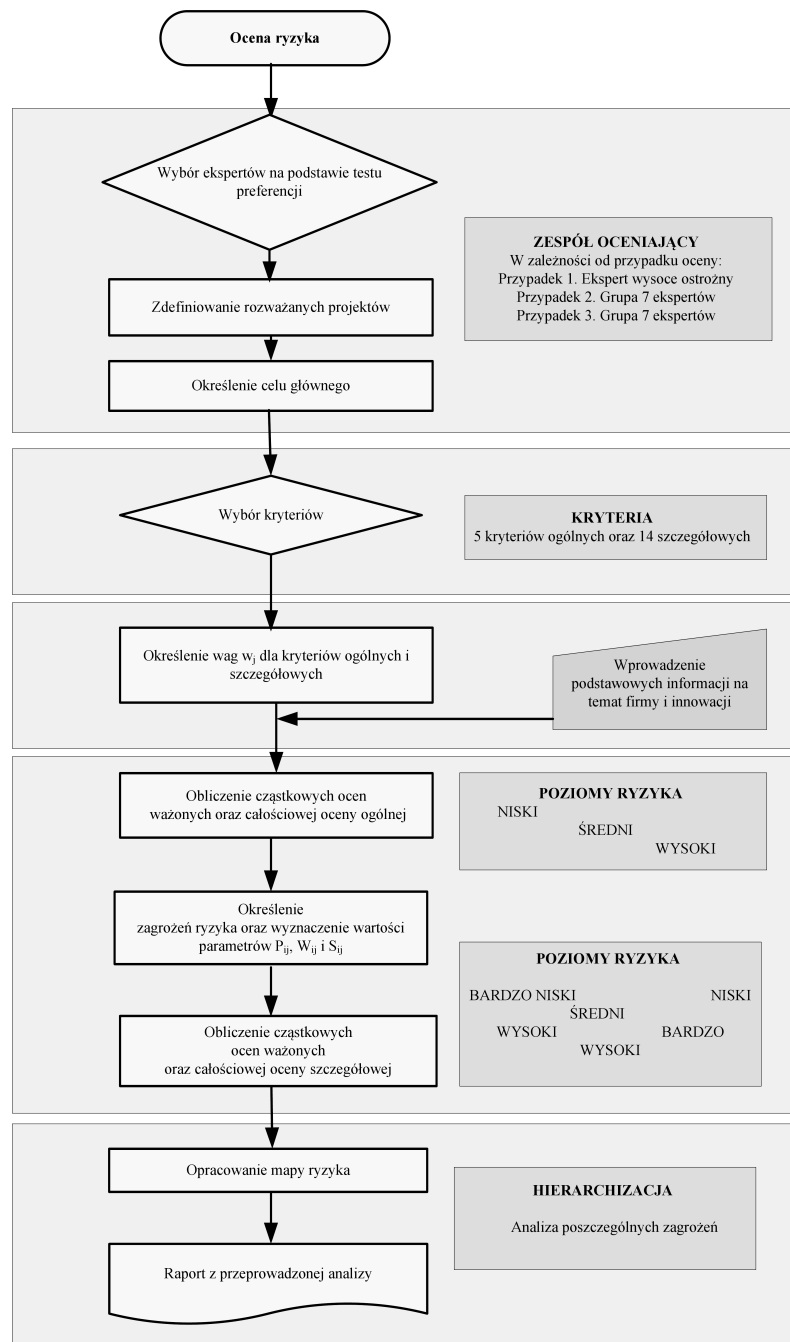 Ocena ryzyka
Wybór ekspertów na podstawie testu
preferencji
ZESPÓŁ OCENIAJĄCY
W zależności od przypadku oceny:
Przypadek 1. Ekspert wysoce ostrożny
Przypadek 2. Grupa 7 ekspertów
Przypadek 3. Grupa 7 ekspertów
Zdefiniowanie rozważanych projektów
Określenie celu głównego
Wybór kryteriów
KRYTERIA
5 kryteriów ogólnych oraz 14 szczegółowych
Określenie wag wj dla kryteriów ogólnych i
szczegółowych
Wprowadzenie
podstawowych informacji na
temat firmy i innowacji
Obliczenie cząstkowych ocen
ważonych oraz całościowej oceny ogólnej
POZIOMY RYZYKA
NISKI
ŚREDNI
WYSOKI
Określenie
zagrożeń ryzyka oraz wyznaczenie wartości
parametrów Pij, Wij i Sij
POZIOMY RYZYKA
BARDZO NISKI NISKI
ŚREDNI
WYSOKI BARDZO
WYSOKI
Obliczenie cząstkowych
ocen ważonych
oraz całościowej oceny szczegółowej
Opracowanie mapy ryzyka
HIERARCHIZACJA
Analiza poszczególnych zagrożeń
Raport z przeprowadzonej analizy